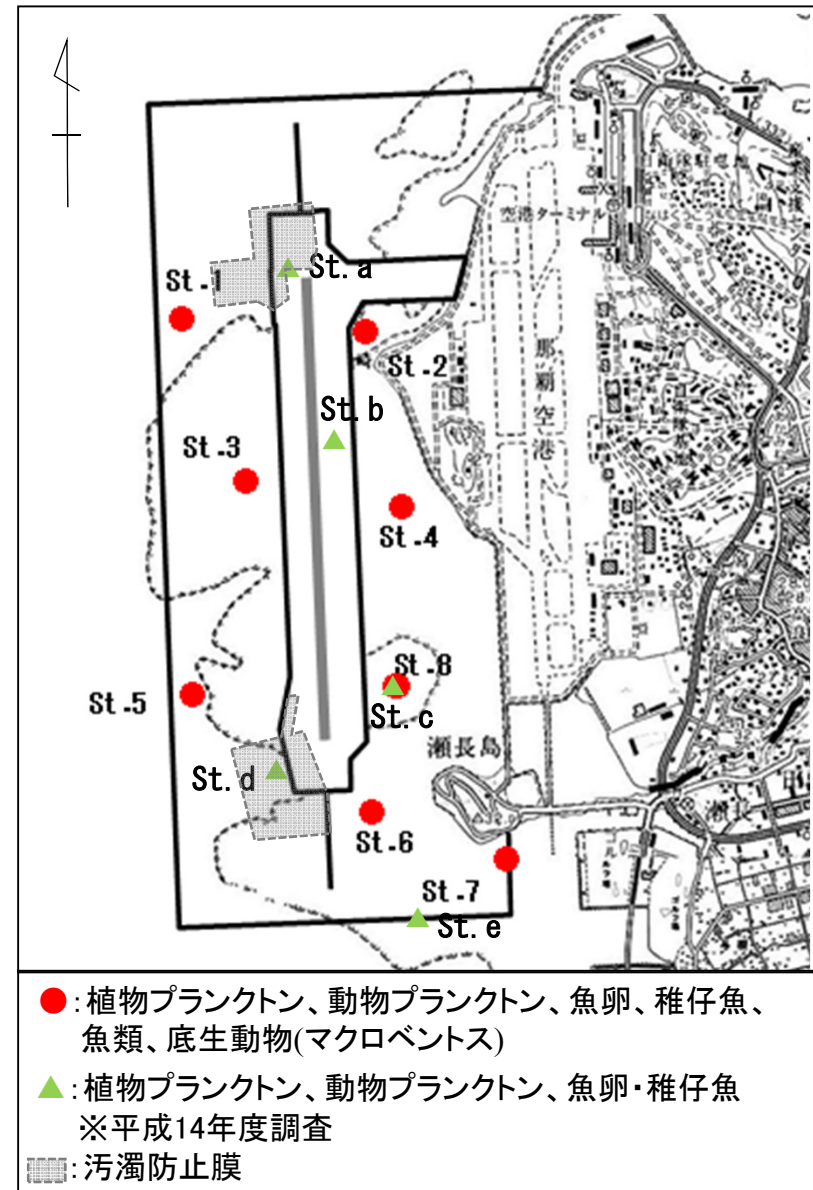 空港ターミナル
(332)
St.a
St.1
St.2
那覇空港
St.b
St.3
St.4
St.8
St.5
St.c
瀬長島
St.d
St.6
St.7
St.e
:植物プランクトン、動物プランクトン、魚卵、稚仔魚、
魚類、底生動物(マクロベントス)
:植物プランクトン、動物プランクトン、魚卵・稚仔魚
※平成14年度調査
:汚濁防止膜